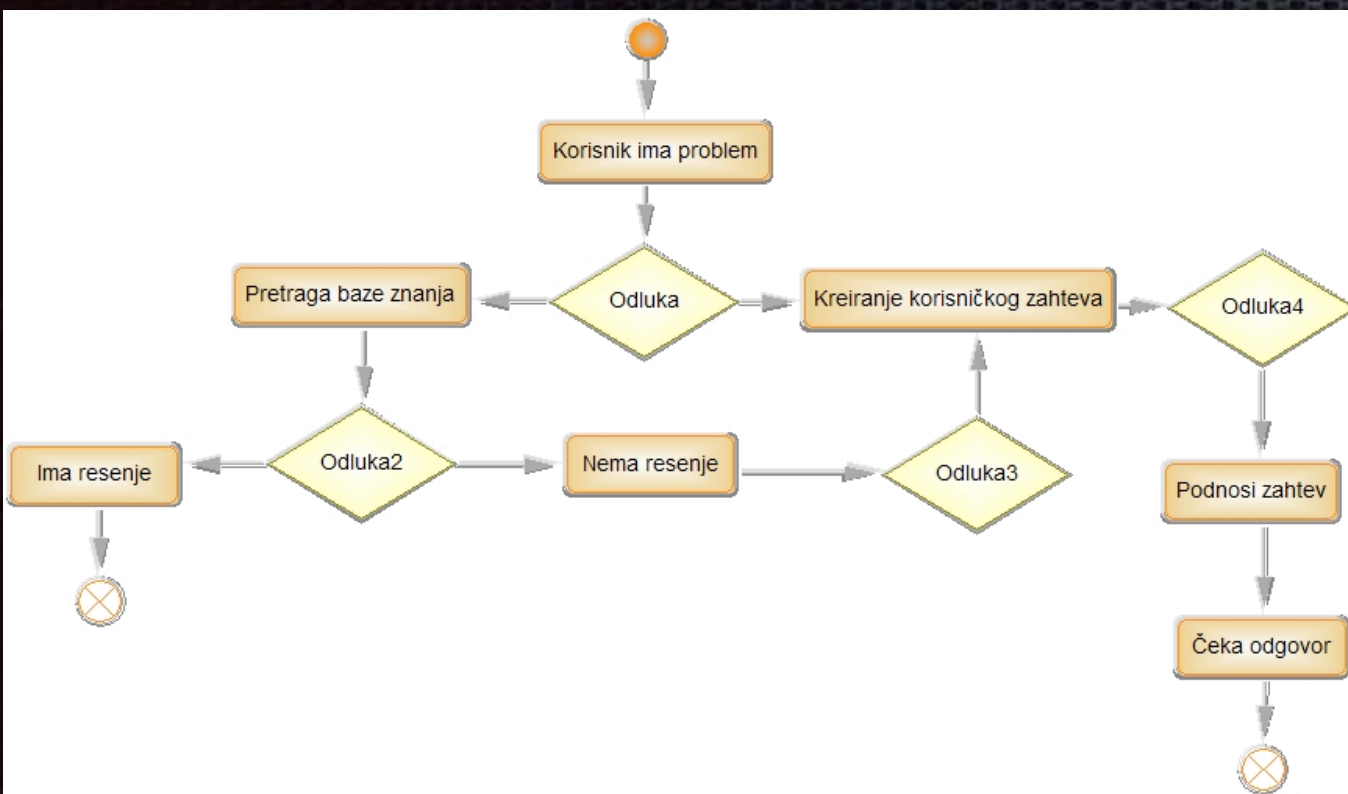 Korisnik ima problem
Pretraga baze znanja
Odluka
Kreiranje korisničkog zahteva
Odluka4
Ima resenje
Odluka2
Nema resenje
Odluka3
Podnosi zahtev
Čeka odgovor